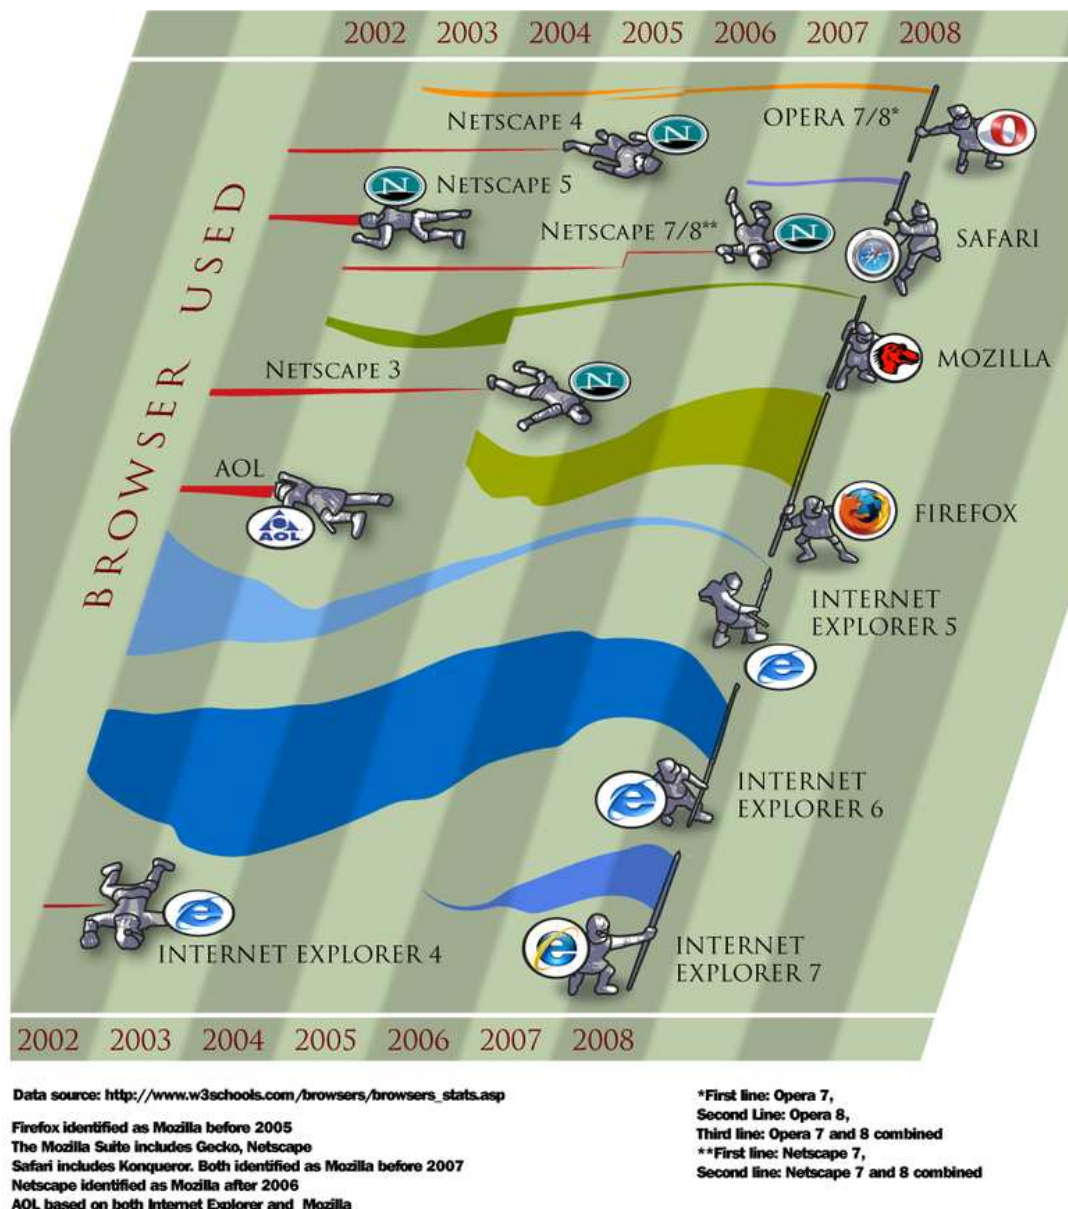 2002 2003 2004 2005 2006 2007 2008
NETSCAPE 4
OPERA 7/8*
N
N
NETSCAPE 5
NETSCAPE 7/8**
N
SAFARI
BROWSER USED
MOZILLA
NETSCAPE 3
N
AOL
AOL
FIREFOX
INTERNET
EXPLORER 5
INTERNET
EXPLORER 6
INTERNET EXPLORER 4
INTERNET
EXPLORER 7
2002 2003 2004 2005 2006 2007 2008
Data source: http://www.w3schools.com/browsers/browsers_stats.asp
Firefox identified as Mozilla before 2005
The Mozilla Suite includes Gecko, Netscape
Safari includes Konqueror. Both identified as Mozilla before 2007
Netscape identified as Mozilla after 2006
AOL based on both Internet Explorer and Mozilla
*First line: Opera 7,
Second Line: Opera 8,
Third line: Opera 7 and 8 combined
**First line: Netscape 7,
Second line: Netscape 7 and 8 combined